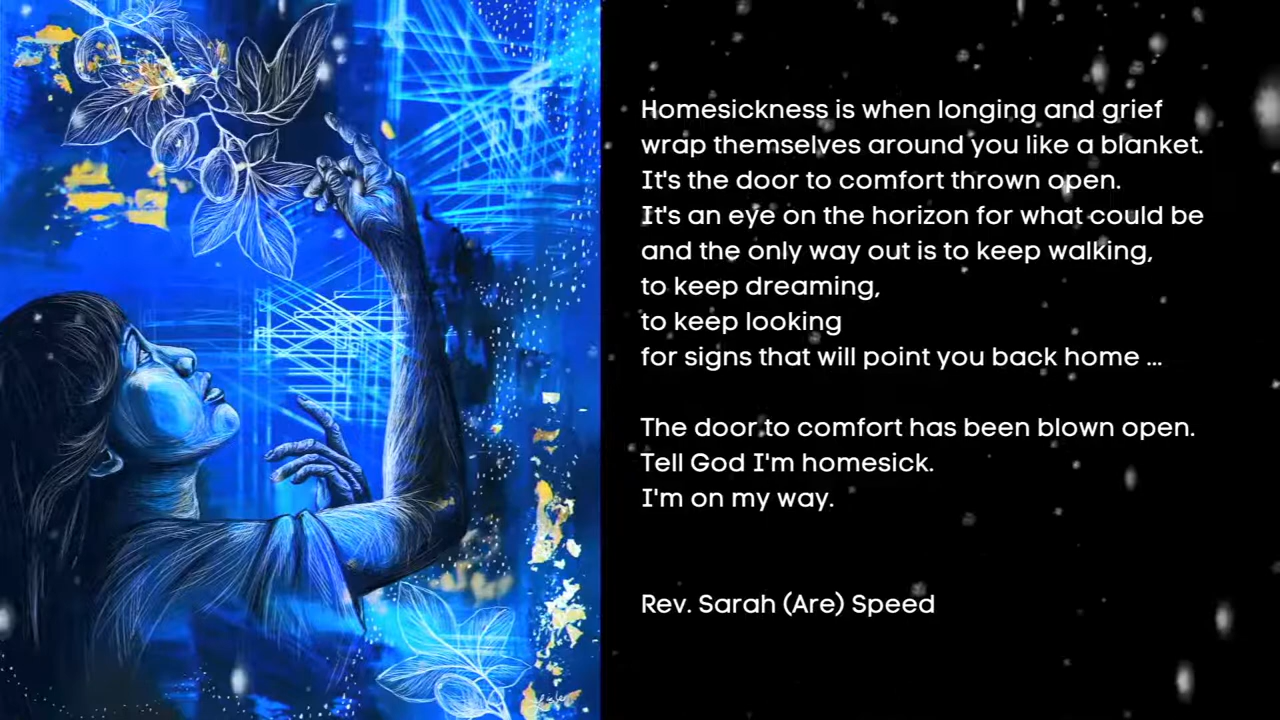 Homesickness is when longing and grief
wrap themselves around you like a blanket.
It's the door to comfort thrown open.
It's an eye on the horizon for what could be
and the only way out is to keep walking,
to keep dreaming,
to keep looking
for signs that will point you back home ...
The door to comfort has been blown open.
Tell God I'm homesick.
I'm on my way.
Rev. Sarah (Are) Speed